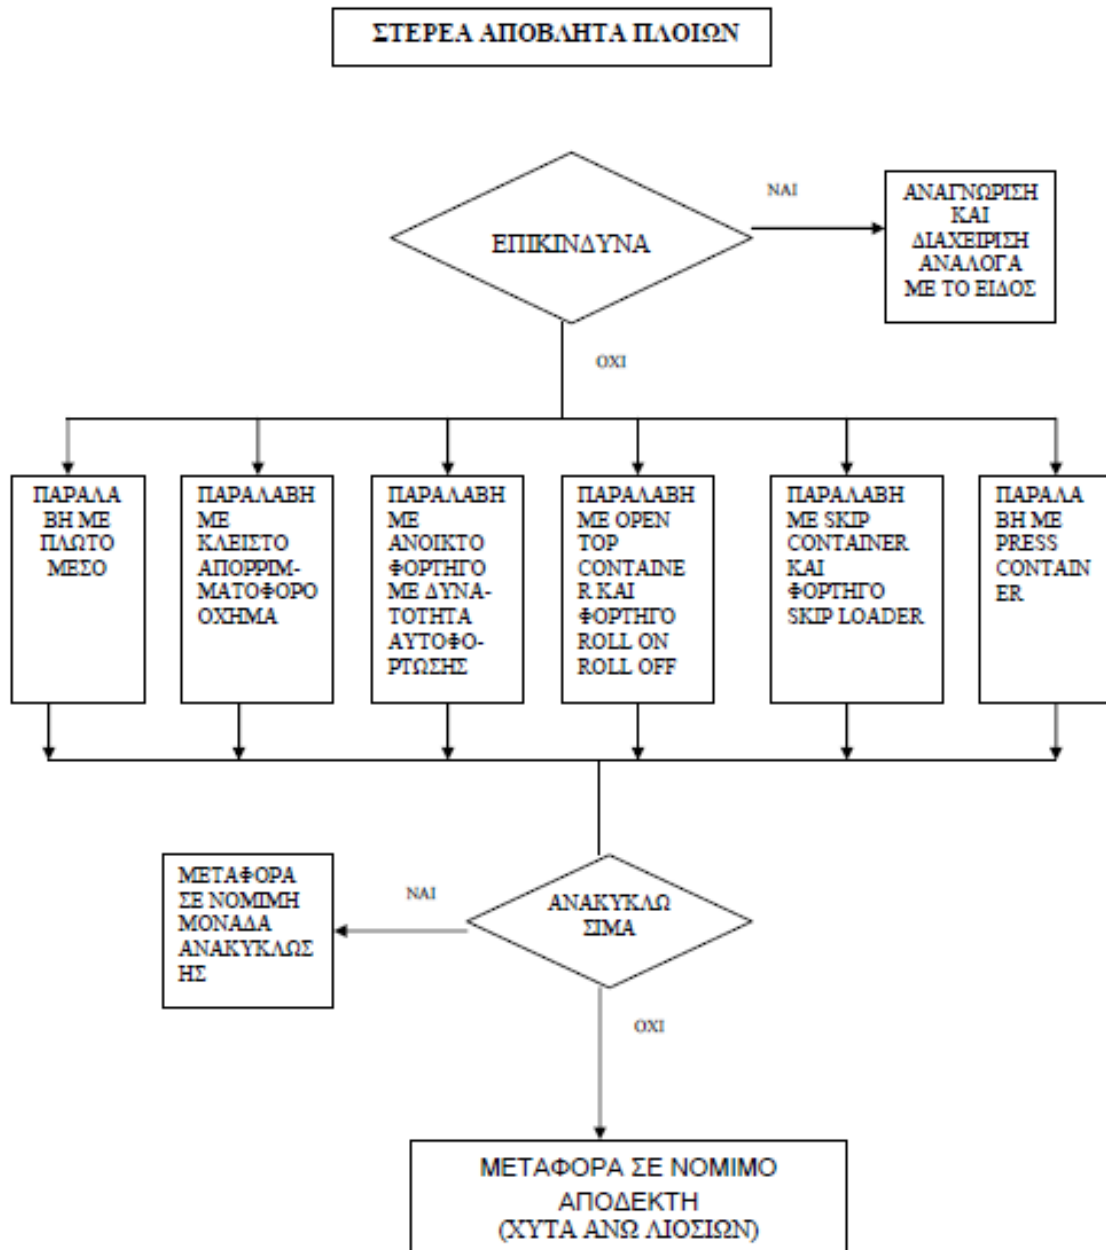 ΣΤΕΡΕΑ ΑΠΟΒΛΗΤΑ ΠΛΟΙΩΝ
ΕΠΙΚΙΝΔΥΝΑ
ΝΑΙ
ΑΝΑΓΝΩΡΙΣΗ
ΚΑΙ
ΔΙΑΧΕΙΡΙΣΗ
ΑΝΑΛΟΓΑ
ΜΕ ΤΟ ΕΙΔΟΣ
ΟΧΙ
ΠΑΡΑΛΑ
ΒΗ ΜΕ
ΠΛΩΤΟ
ΜΕΣΟ
ΠΑΡΑΛΑΒΗ
ΜΕ
ΚΛΕΙΣΤΟ
ΑΠΟΡΡΙΜ-
ΜΑΤΟΦΟΡΟ
ΟΧΗΜΑ
ΠΑΡΑΛΑΒΗ
ΜΕ
ΑΝΟΙΚΤΟ
ΦΟΡΤΗΓΟ
ΜΕ ΔΥΝΑ-
ΤΟΤΗΤΑ
ΑΥΤΟΦΟ-
ΡΤΩΣΗΣ
ΠΑΡΑΛΑΒΗ
ΜΕ OPEN
TOP
CONTAINE
R ΚΑΙ
ΦΟΡΤΗΓΟ
ROLL ON
ROLL OFF
ΠΑΡΑΛΑΒΗ
ΜΕ SKIP
CONTAINER
ΚΑΙ
ΦΟΡΤΗΓΟ
SKIP LOADER
ΠΑΡΑΛΑ
ΒΗ ΜΕ
PRESS
CONTAIN
ER
ΜΕΤΑΦΟΡΑ
ΣΕ ΝΟΜΙΜΗ
ΜΟΝΑΔΑ
ΑΝΑΚΥΚΛΩΣ
ΗΣ
ΝΑΙ
ΑΝΑΚΥΚΛΩ
ΣΙΜΑ
ΟΧΙ
ΜΕΤΑΦΟΡΑ ΣΕ ΝΟΜΙΜΟ
ΑΠΟΔΕΚΤΗ
(ΧΥΤΑ ΑΝΩ ΛΙΟΣΙΩΝ)